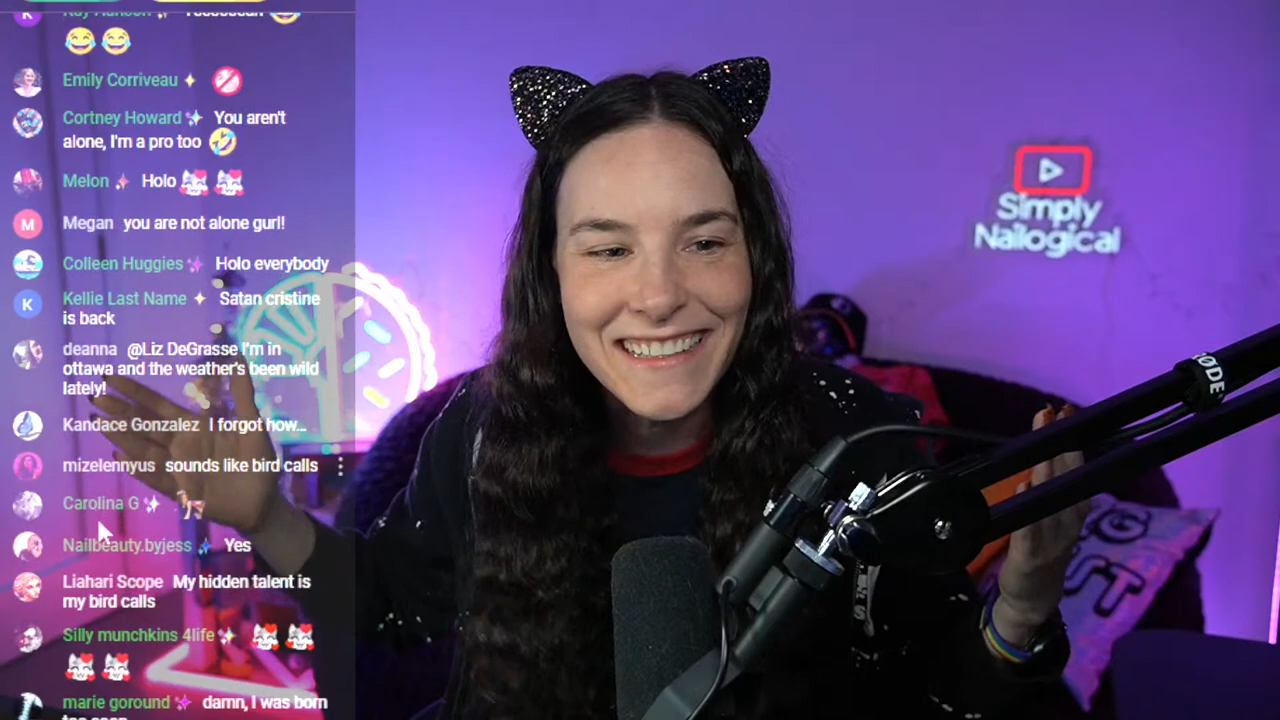 K
Emily Corriveau
Cortney Howard You aren't
alone, I'm a pro too
Melon Holo
M Megan you are not alone gurl!
Colleen Huggies Holo everybody
K Kellie Last Name Satan cristine
is back
deanna @Liz DeGrasse I'm in
ottawa and the weather's been wild
lately!
Kandace Gonzalez I forgot how...
mizelennyus sounds like bird calls
Carolina G
Nailbeauty.byjess Yes
Liahari Scope My hidden talent is
my bird calls
Silly munchkins 4life
marie goround damn, I was born
Simply
Nailogical
RØDE